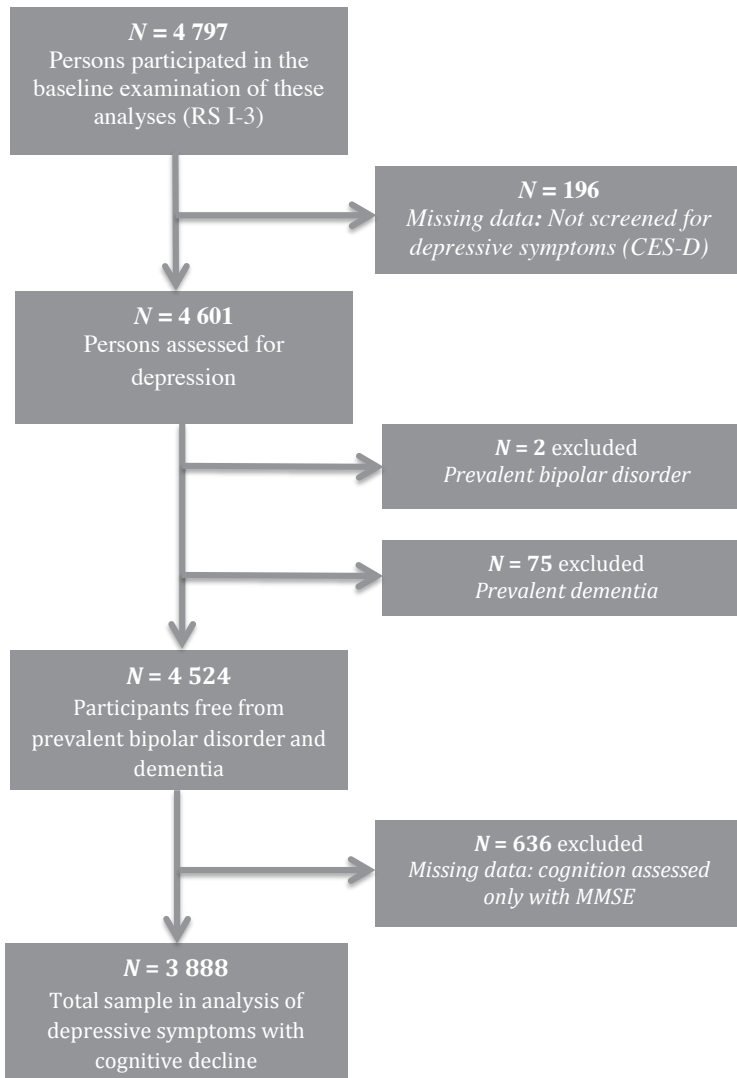 N = 4 797
Persons participated in the
baseline examination of these
analyses (RS I-3)
N = 196
Missing data: Not screened for
depressive symptoms (CES-D)
N = 4 601
Persons assessed for
depression
N = 2 excluded
Prevalent bipolar disorder
N = 75 excluded
Prevalent dementia
N = 4 524
Participants free from
prevalent bipolar disorder and
dementia
N = 636 excluded
Missing data: cognition assessed
only with MMSE
N = 3 888
Total sample in analysis of
depressive symptoms with
cognitive decline